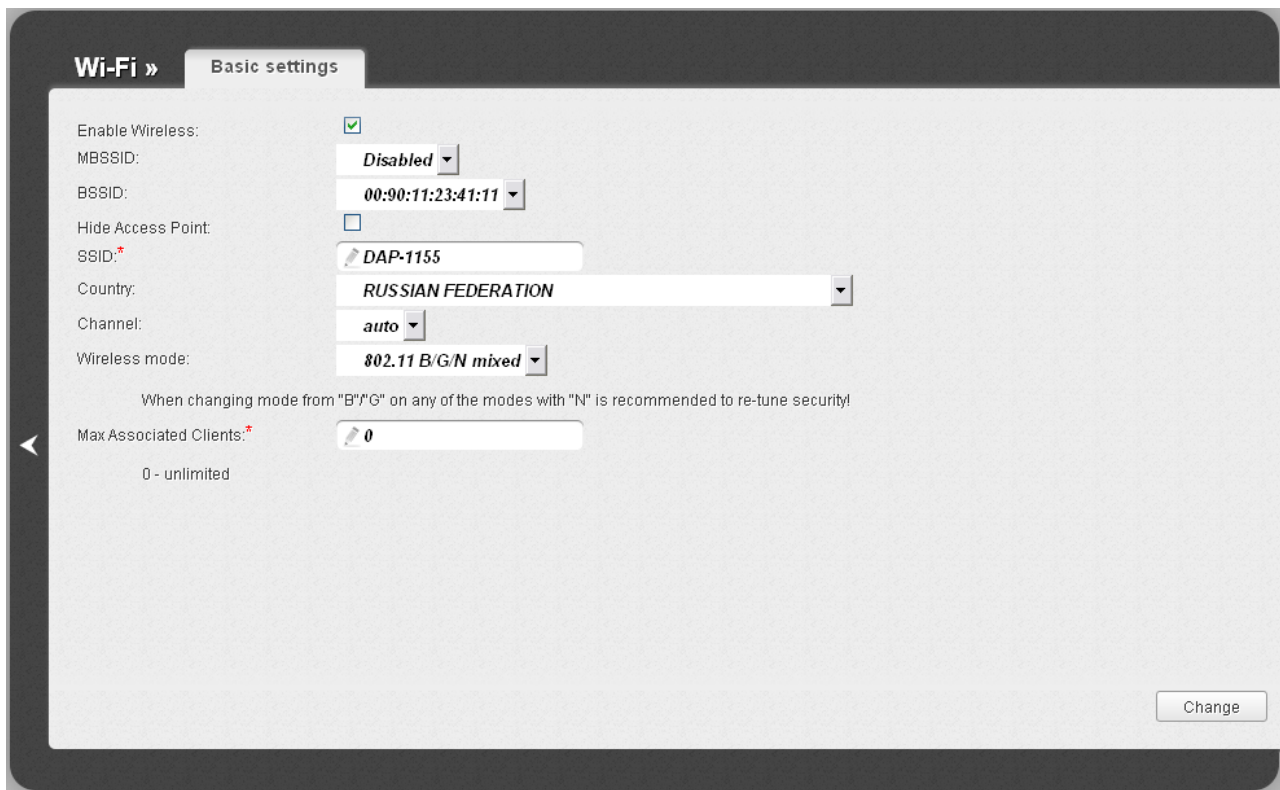 Wi-Fi » Basic settings
Enable Wireless:
MBSSID: Disabled
BSSID: 00:90:11:23:41:11
Hide Access Point:
SSID:* DAP-1155
Country: RUSSIAN FEDERATION
Channel: auto
Wireless mode: 802.11 B/G/N mixed
When changing mode from "B"/"G" on any of the modes with "N" is recommended to re-tune security!
Max Associated Clients:* 0
0 - unlimited
Change